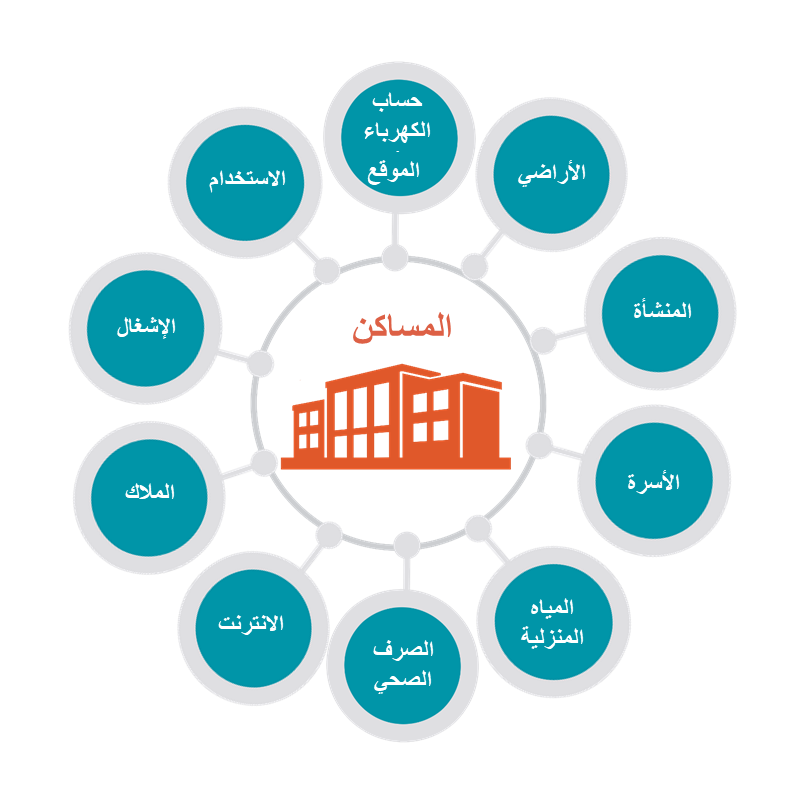 حساب
الكهرباء
-
الموقع
الأراضي
الاستخدام
المنشأة
الإشغال
المساكن
الأسرة
الملاك
المياه
المنزلية
الانترنت
الصرف
الصحي